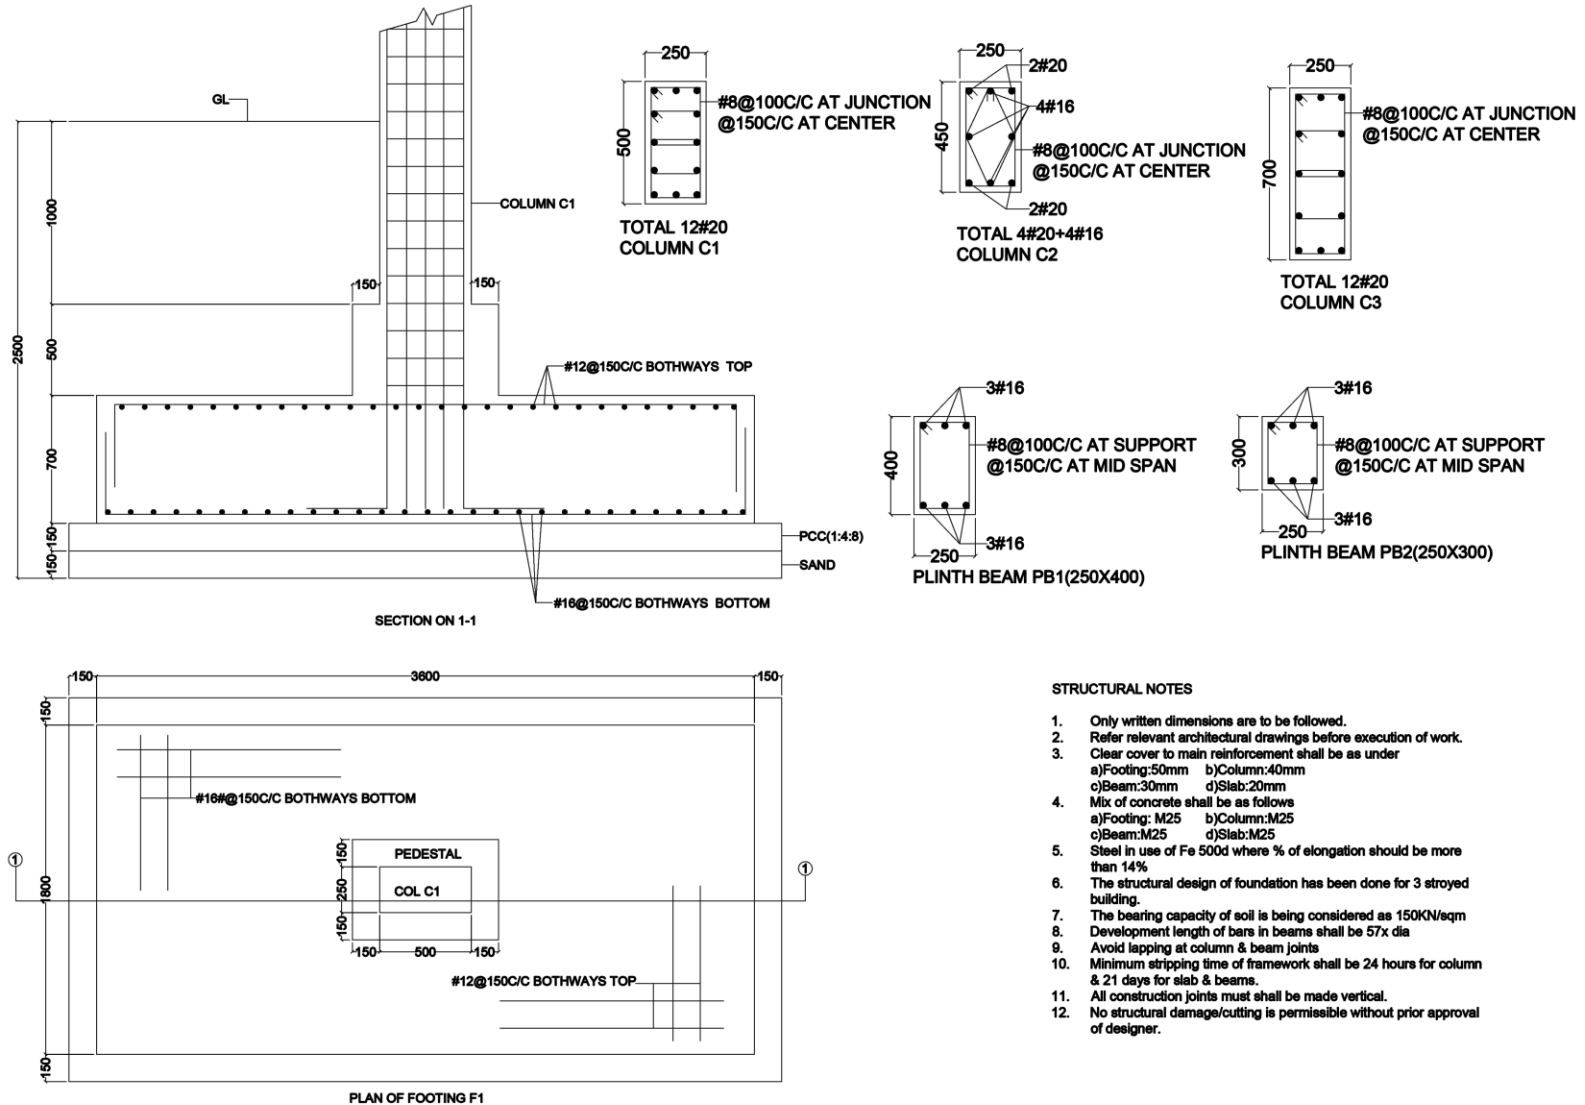 GL
2500
1000
500
700
150
150
150
150
COLUMN C1
#12@150C/C BOTHWAYS TOP
PCC(1:4:8)
SAND
#16@150C/C BOTHWAYS BOTTOM
SECTION ON 1-1
250
500
#8@100C/C AT JUNCTION
@150C/C AT CENTER
TOTAL 12#20
COLUMN C1
250
450
2#20
4#16
#8@100C/C AT JUNCTION
@150C/C AT CENTER
2#20
TOTAL 4#20+4#16
COLUMN C2
250
700
#8@100C/C AT JUNCTION
@150C/C AT CENTER
TOTAL 12#20
COLUMN C3
3#16
400
#8@100C/C AT SUPPORT
@150C/C AT MID SPAN
3#16
250
PLINTH BEAM PB1(250X400)
3#16
300
#8@100C/C AT SUPPORT
@150C/C AT MID SPAN
3#16
250
PLINTH BEAM PB2(250X300)
150
3600
150
150
1800
150
#16#@150C/C BOTHWAYS BOTTOM
1
1
PEDESTAL
COL C1
150
250
150
150
500
150
#12@150C/C BOTHWAYS TOP
PLAN OF FOOTING F1
STRUCTURAL NOTES
1. Only written dimensions are to be followed.
2. Refer relevant architectural drawings before execution of work.
3. Clear cover to main reinforcement shall be as under
a)Footing:50mm b)Column:40mm
c)Beam:30mm d)Slab:20mm
4. Mix of concrete shall be as follows
a)Footing: M25 b)Column:M25
c)Beam:M25 d)Slab:M25
5. Steel in use of Fe 500d where % of elongation should be more
than 14%
6. The structural design of foundation has been done for 3 stroyed
building.
7. The bearing capacity of soil is being considered as 150KN/sqm
8. Development length of bars in beams shall be 57x dia
9. Avoid lapping at column & beam joints
10. Minimum stripping time of framework shall be 24 hours for column
& 21 days for slab & beams.
11. All construction joints must shall be made vertical.
12. No structural damage/cutting is permissible without prior approval
of designer.